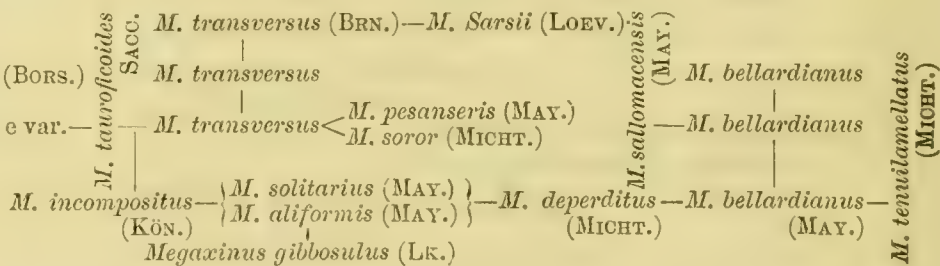 M. transversus (BRN.)—M. Sarsii (LOEV.)
M. tauroficoides SACC.
(BORS.) M. transversus
M. sallomacensis (MAY.)
M. bellardianus
e var.— M. transversus < M. pesanseris (MAY.)
M. soror (MICHT.)
— M. bellardianus
M. tenuilamellatus (MICHT.)
M. incompositus (KÖN.) — M. solitarius (MAY.)
M. aliformis (MAY.)
— M. deperditus (MICHT.) — M. bellardianus (MAY.) —
Megaxinus gibbosulus (LK.)